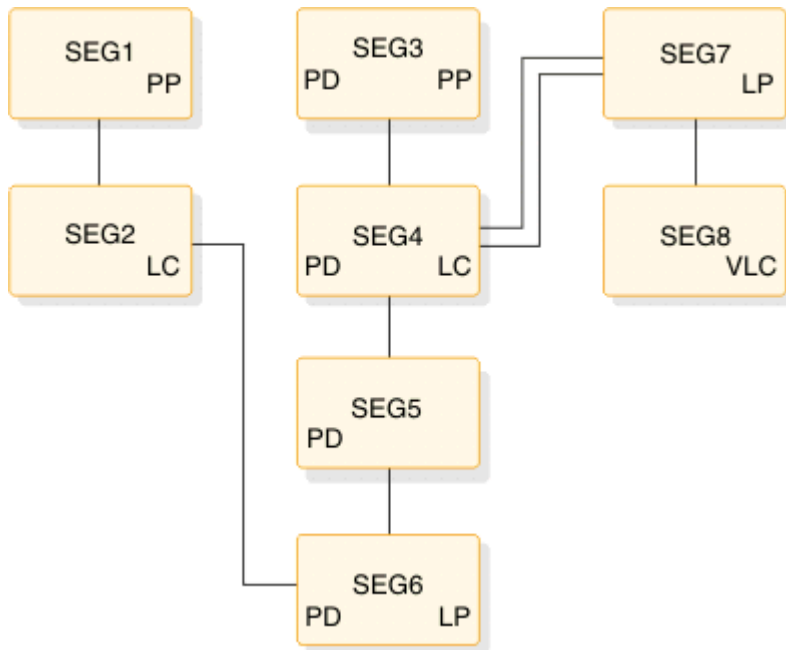 SEG1
PP
SEG3
PD PP
SEG7
LP
SEG2
LC
SEG4
PD LC
SEG8
VLC
SEG5
PD
SEG6
PD LP